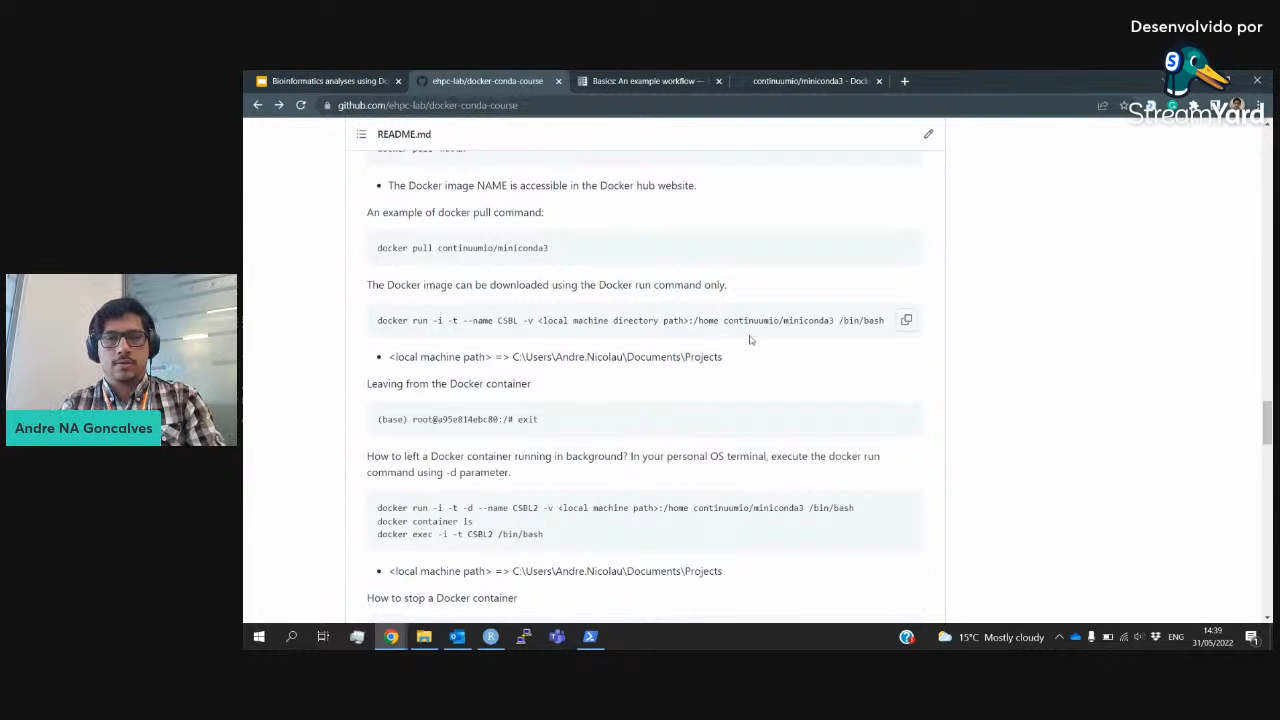 Desenvolvido por
S
StreamYard
Bioinformatics analyses using Do
ehpc-lab/docker-conda-course
Basics: An example workflow —
continuumio/miniconda3 - Dock
github.com/ehpc-lab/docker-conda-course
README.md
docker pull
• The Docker image NAME is accessible in the Docker hub website.
An example of docker pull command:
docker pull continuumio/miniconda3
The Docker image can be downloaded using the Docker run command only.
docker run -i -t --name CSBL -v <local machine directory path>:/home continuumio/miniconda3 /bin/bash
• <local machine path> => C:\Users\Andre.Nicolau\Documents\Projects
Leaving from the Docker container
(base) root@a95e814ebc80:/# exit
How to left a Docker container running in background? In your personal OS terminal, execute the docker run
command using -d parameter.
docker run -i -t -d --name CSBL2 -v <local machine path>:/home continuumio/miniconda3 /bin/bash
docker container ls
docker exec -i -t CSBL2 /bin/bash
• <local machine path> => C:\Users\Andre.Nicolau\Documents\Projects
How to stop a Docker container
Andre NA Goncalves
15°C Mostly cloudy
ENG
14:39
31/05/2022